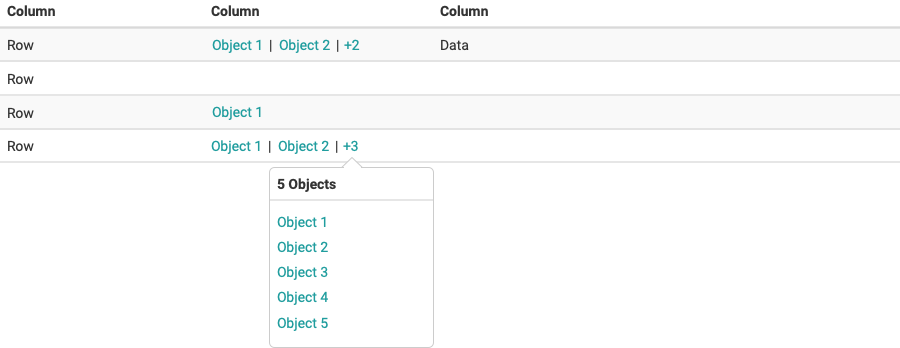 Column Column Column
Row Object 1 | Object 2 | +2 Data
Row
Row Object 1
Row Object 1 | Object 2 | +3
5 Objects
Object 1
Object 2
Object 3
Object 4
Object 5